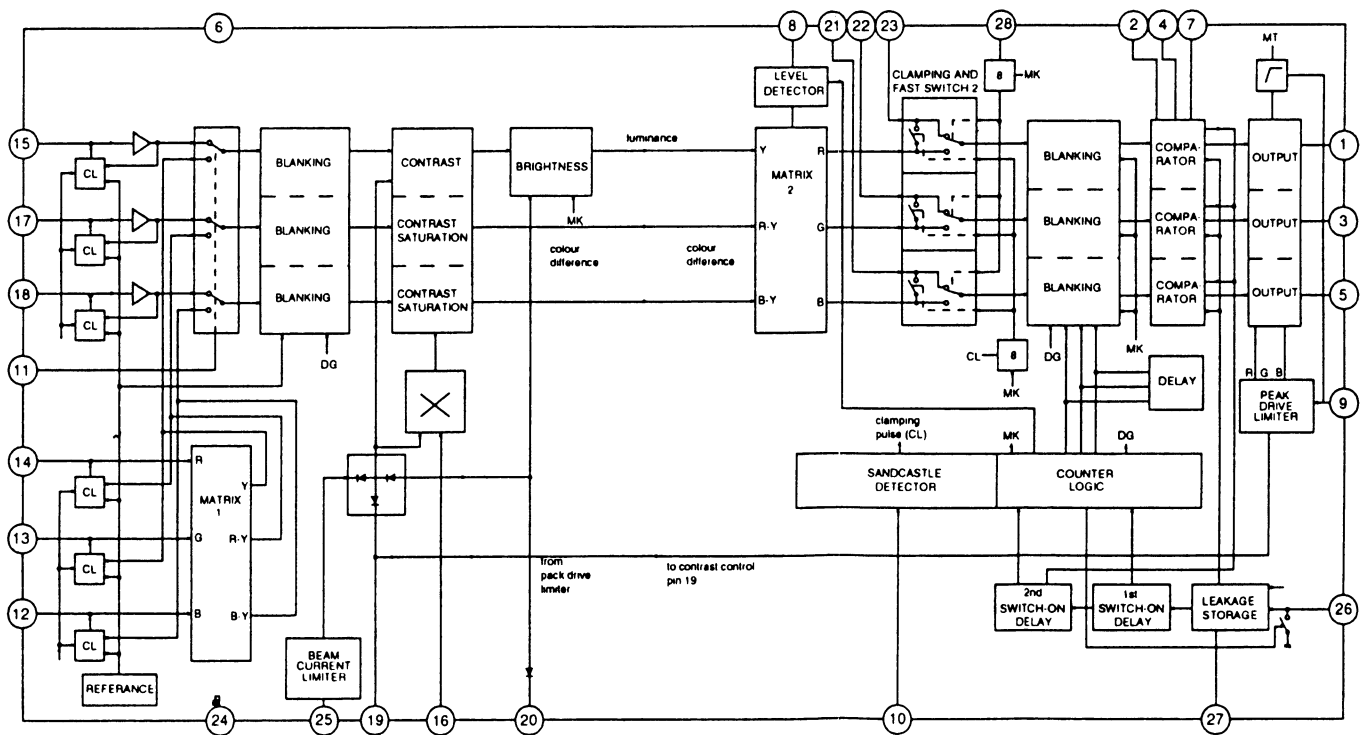 6
8
21
22
23
28
2
4
7
MT
LEVEL
DETECTOR
CLAMPING AND
FAST SWITCH 2
8
MK
15
CL
BLANKING
CONTRAST
BRIGHTNESS
luminance
Y
R
MATRIX
2
BLANKING
COMPA-
RATOR
OUTPUT
1
17
CL
BLANKING
CONTRAST
SATURATION
MK
colour
difference
colour
difference
R-Y
G
BLANKING
COMPA-
RATOR
OUTPUT
3
18
CL
BLANKING
CONTRAST
SATURATION
B-Y
B
BLANKING
COMPA-
RATOR
OUTPUT
5
11
DG
CL
8
MK
DG
MK
DELAY
R G B
PEAK
DRIVE
LIMITER
9
clamping
pulse (CL)
MK
DG
14
CL
R
Y
MATRIX
1
SANDCASTLE
DETECTOR
COUNTER
LOGIC
13
CL
G
R-Y
from
pack drive
limiter
to contrast control
pin 19
12
CL
B
B-Y
2nd
SWITCH-ON
DELAY
1st
SWITCH-ON
DELAY
LEAKAGE
STORAGE
26
BEAM
CURRENT
LIMITER
REFERANCE
24
25
19
16
20
10
27